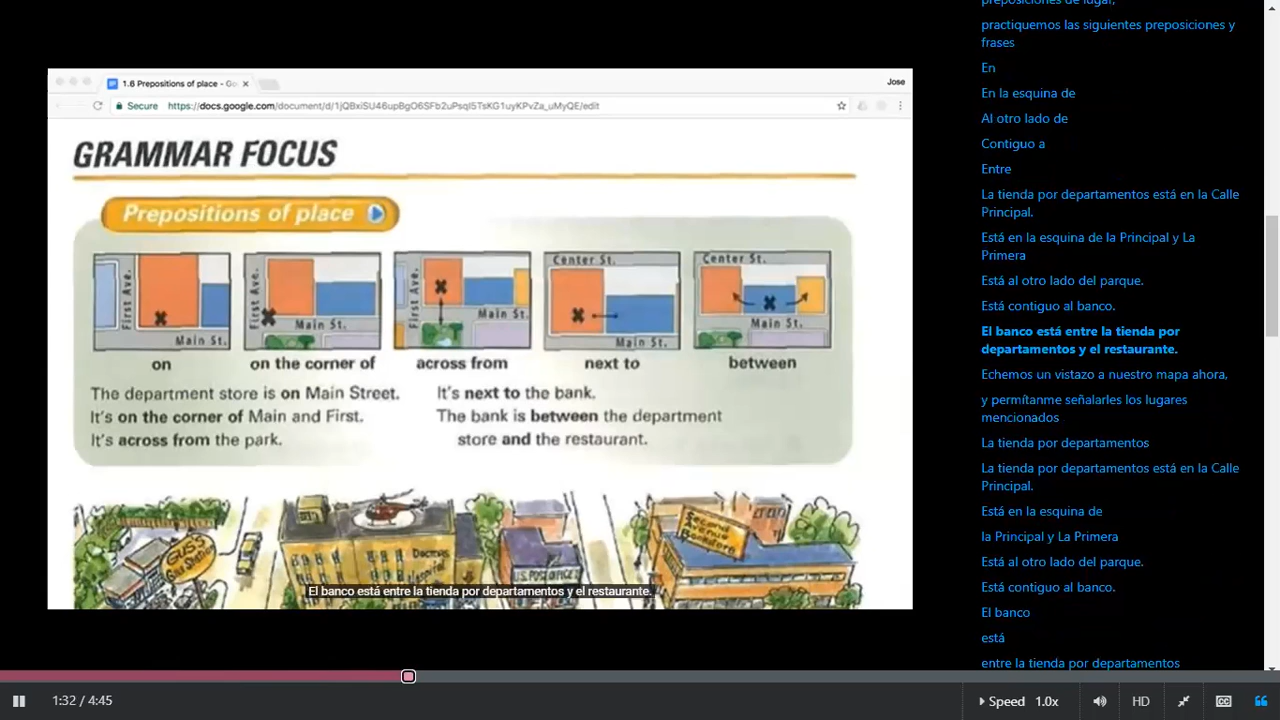 1.6 Prepositions of place - Go
Jose
Secure
https://docs.google.com/document/d/1jQBxiSU46upBgO6SFb2uPsqI5TsKG1uyKPvZa_uMyQE/edit
GRAMMAR FOCUS
Prepositions of place
First Ave.
Main St.
First Ave.
Main St.
First Ave.
Main St.
Center St.
Main St.
Center St.
Main St.
on
on the corner of
across from
next to
between
The department store is on Main Street.
It's on the corner of Main and First.
It's across from the park.
It's next to the bank.
The bank is between the department
store and the restaurant.
GUS'S
Second
Bookstore
El banco está entre la tienda por departamentos y el restaurante.
preposiciones de lugar,
practiquemos las siguientes preposiciones y
frases
En
En la esquina de
Al otro lado de
Contiguo a
Entre
La tienda por departamentos está en la Calle
Principal.
Está en la esquina de la Principal y La
Primera
Está al otro lado del parque.
Está contiguo al banco.
El banco está entre la tienda por
departamentos y el restaurante.
Echemos un vistazo a nuestro mapa ahora,
y permítanme señalarles los lugares
mencionados
La tienda por departamentos
La tienda por departamentos está en la Calle
Principal.
Está en la esquina de
la Principal y La Primera
Está al otro lado del parque.
Está contiguo al banco.
El banco
está
entre la tienda por departamentos
1:32 / 4:45
Speed 1.0x
HD
CC